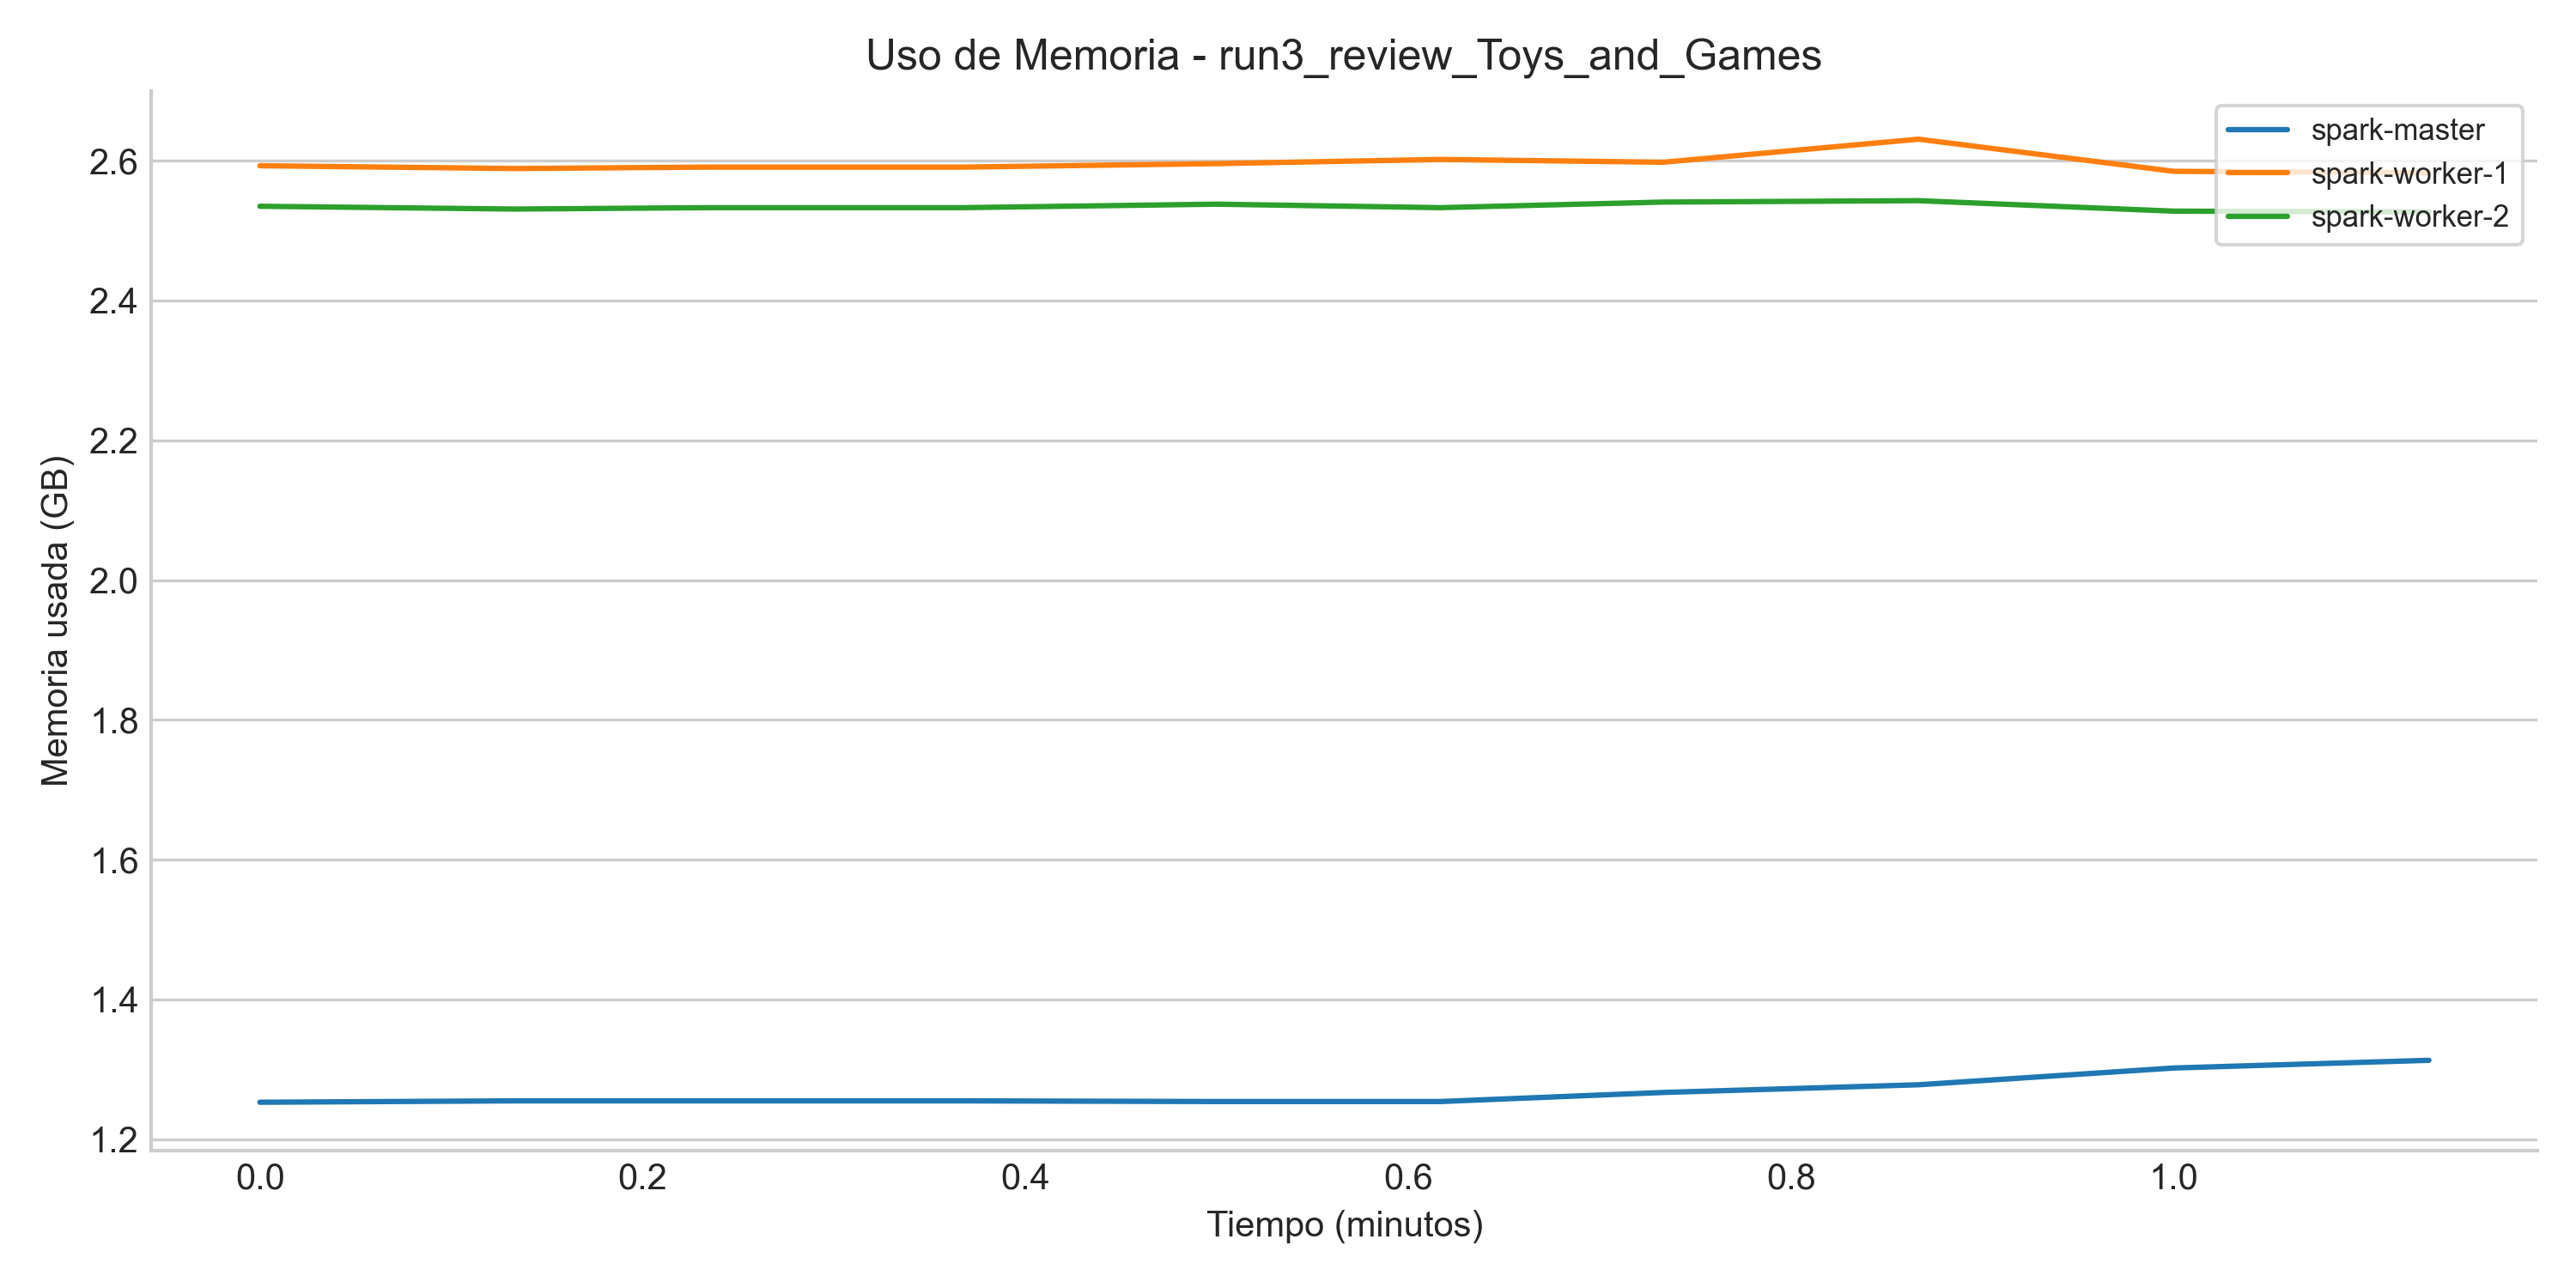 Uso de Memoria - run3_review_Toys_and_Games
spark-master
spark-worker-1
spark-worker-2
Memoria usada (GB)
2.6
2.4
2.2
2.0
1.8
1.6
1.4
1.2
0.0 0.2 0.4 0.6 0.8 1.0
Tiempo (minutos)